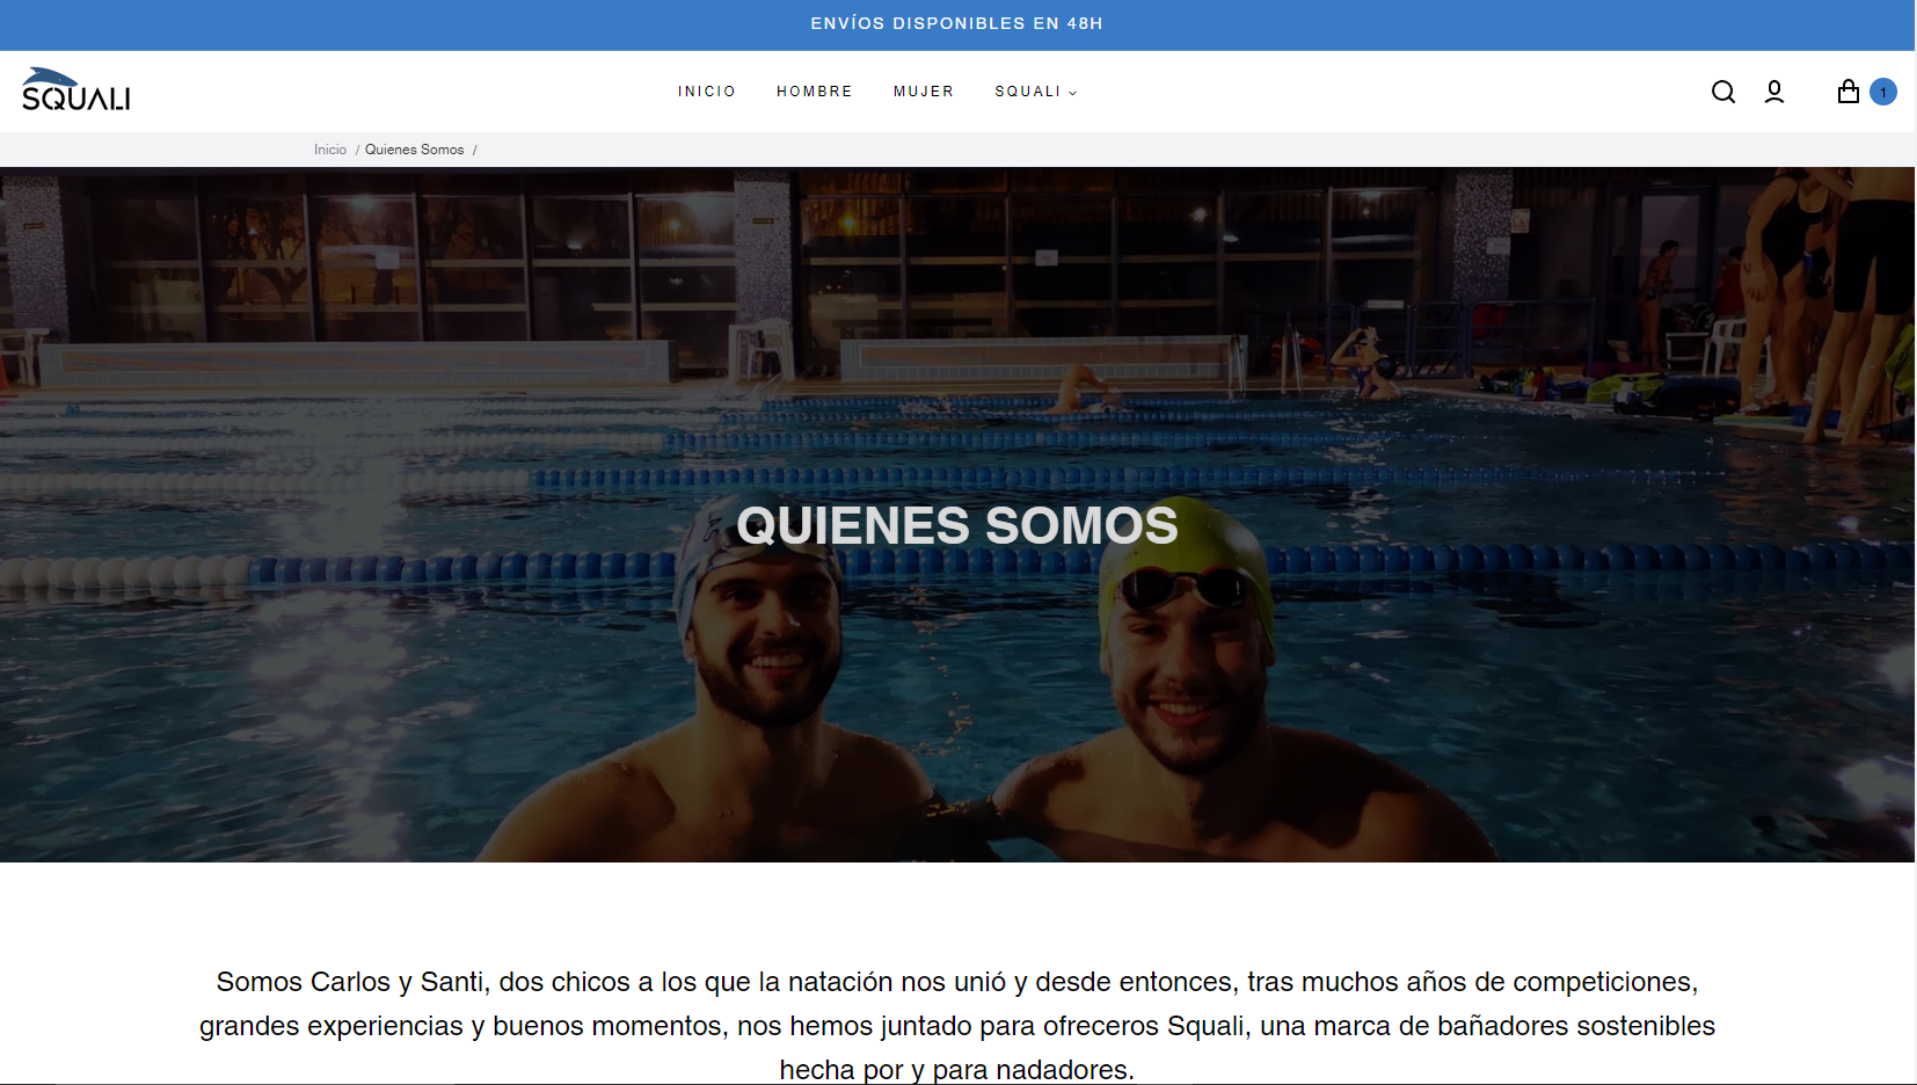 ENVÍOS DISPONIBLES EN 48H
SQUALI
INICIO HOMBRE MUJER SQUALI
1
Inicio / Quienes Somos /
QUIENES SOMOS
Somos Carlos y Santi, dos chicos a los que la natación nos unió y desde entonces, tras muchos años de competiciones,
grandes experiencias y buenos momentos, nos hemos juntado para ofreceros Squali, una marca de bañadores sostenibles
hecha por y para nadadores.